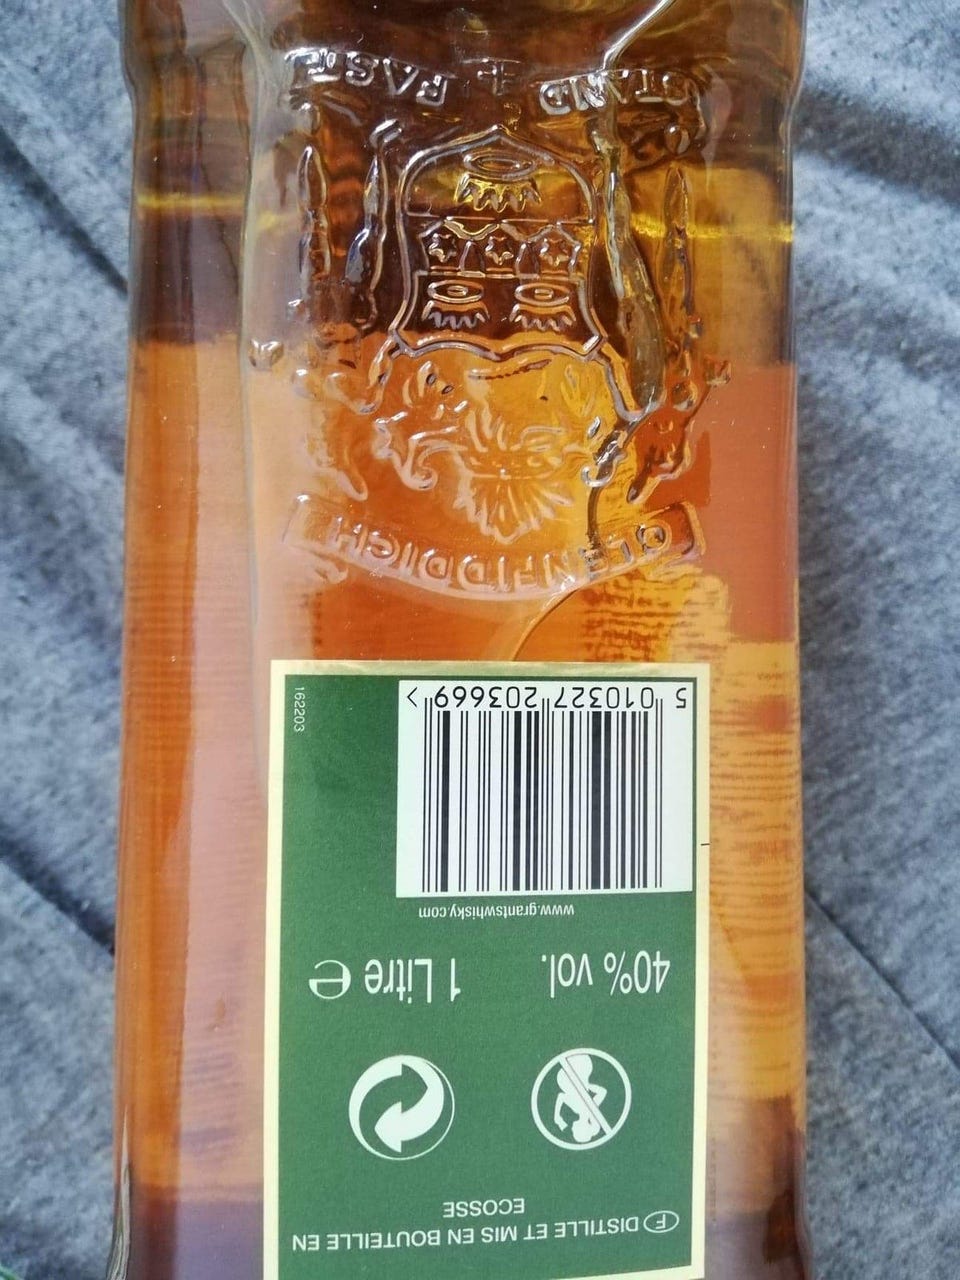 Ⓕ DISTILLE ET MIS EN BOUTEILLE EN
ECOSSE
40% vol. 1 Litre ℮
www.grantswhisky.com
5 010327 203669 >
162203
GLENFIDDICH
STAND FAST